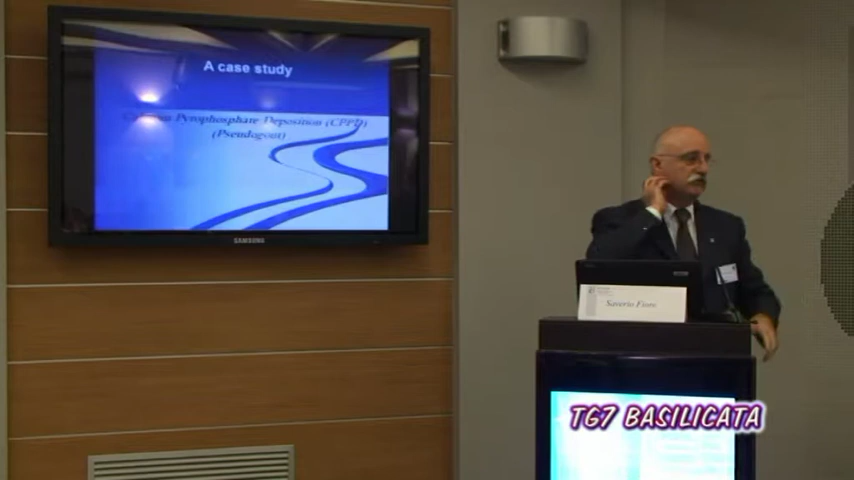 A case study
Pyrophosphate Deposition (CPPD)
(Pseudogout)
SAMSUNG
Saverio Fiore
TG7 BASILICATA